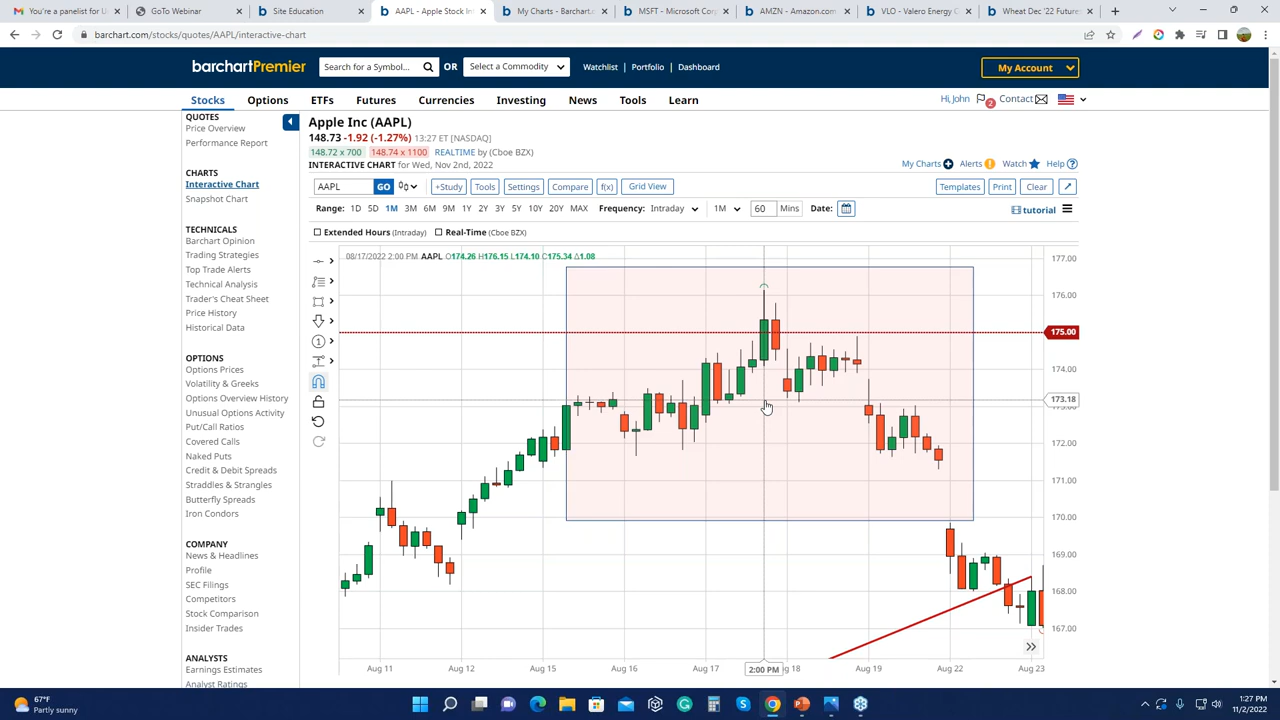 You're panelist for U
GoTo Webinar
Site Education
AAPL - Apple Stock In
My Charts - Barchart.c
MSFT - Microsoft Corp
AMZN - Amazon.com
VLO - Valero Energy C
Wheat Dec '22 Future
barchart.com/stocks/quotes/AAPL/interactive-chart
barchartPremier Search for a Symbol... OR Select a Commodity Watchlist Portfolio Dashboard My Account
Stocks Options ETFs Futures Currencies Investing News Tools Learn Hi, John 2 Contact
QUOTES
Price Overview
Performance Report
CHARTS
Interactive Chart
Snapshot Chart
TECHNICALS
Barchart Opinion
Trading Strategies
Top Trade Alerts
Technical Analysis
Trader's Cheat Sheet
Price History
Historical Data
OPTIONS
Options Prices
Volatility & Greeks
Options Overview History
Unusual Options Activity
Put/Call Ratios
Covered Calls
Naked Puts
Credit & Debit Spreads
Straddles & Strangles
Butterfly Spreads
Iron Condors
COMPANY
News & Headlines
Profile
SEC Filings
Competitors
Stock Comparison
Insider Trades
ANALYSTS
Earnings Estimates
Analyst Ratings
Apple Inc (AAPL)
148.73 -1.92 (-1.27%) 13:27 ET [NASDAQ]
148.72 x 700 148.74 x 1100 REALTIME by (Cboe BZX)
INTERACTIVE CHART for Wed, Nov 2nd, 2022
My Charts Alerts Watch Help
AAPL GO +Study Tools Settings Compare f(x) Grid View Templates Print Clear
Range: 1D 5D 1M 3M 6M 9M 1Y 2Y 3Y 5Y 10Y 20Y MAX Frequency: Intraday 1M 60 Mins Date: tutorial
Extended Hours (Intraday) Real-Time (Cboe BZX)
08/17/2022 2:00 PM AAPL O174.26 H176.15 L174.10 C175.34 Δ1.08
177.00
176.00
175.00
174.00
173.18
172.00
171.00
170.00
169.00
168.00
167.00
Aug 11 Aug 12 Aug 15 Aug 16 Aug 17 2:00 PM g 18 Aug 19 Aug 22 Aug 23
67°F
Partly sunny
1:27 PM
11/2/2022